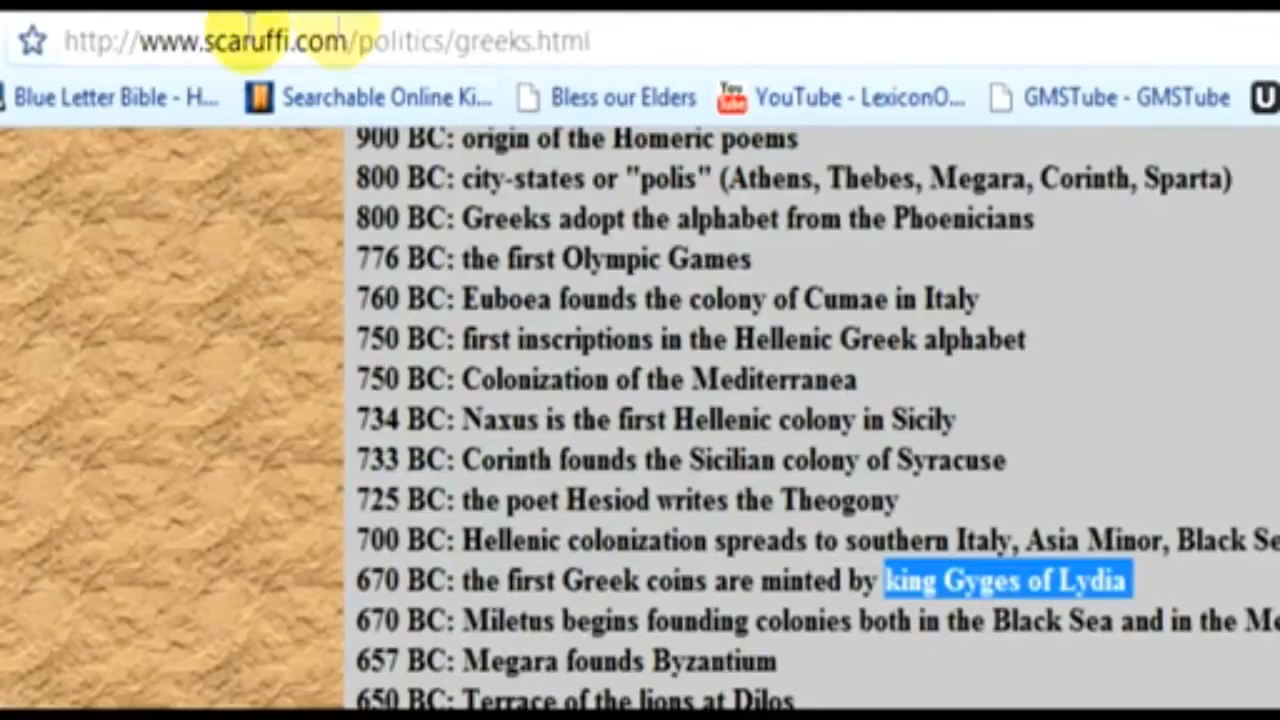 http://www.scaruffi.com/politics/greeks.html
Blue Letter Bible - H... Searchable Online Ki... Bless our Elders You Tube YouTube - LexiconO... GMSTube - GMSTube U
900 BC: origin of the Homeric poems
800 BC: city-states or "polis" (Athens, Thebes, Megara, Corinth, Sparta)
800 BC: Greeks adopt the alphabet from the Phoenicians
776 BC: the first Olympic Games
760 BC: Euboea founds the colony of Cumae in Italy
750 BC: first inscriptions in the Hellenic Greek alphabet
750 BC: Colonization of the Mediterranea
734 BC: Naxus is the first Hellenic colony in Sicily
733 BC: Corinth founds the Sicilian colony of Syracuse
725 BC: the poet Hesiod writes the Theogony
700 BC: Hellenic colonization spreads to southern Italy, Asia Minor, Black Se
670 BC: the first Greek coins are minted by king Gyges of Lydia
670 BC: Miletus begins founding colonies both in the Black Sea and in the Me
657 BC: Megara founds Byzantium
650 BC: Terrace of the lions at Dilos